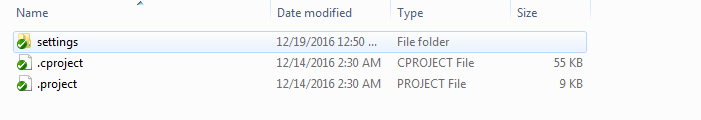 Name Date modified Type Size
settings 12/19/2016 12:50 ... File folder
.cproject 12/14/2016 2:30 AM CPROJECT File 55 KB
.project 12/14/2016 2:30 AM PROJECT File 9 KB